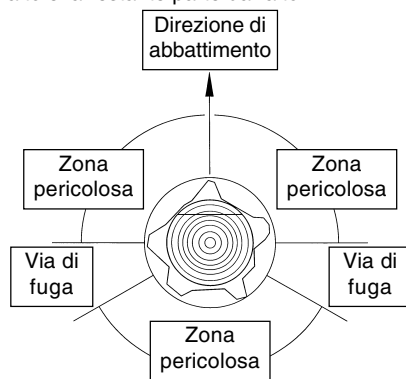 Direzione di
abbattimento
Zona
pericolosa
Zona
pericolosa
Via di
fuga
Via di
fuga
Zona
pericolosa